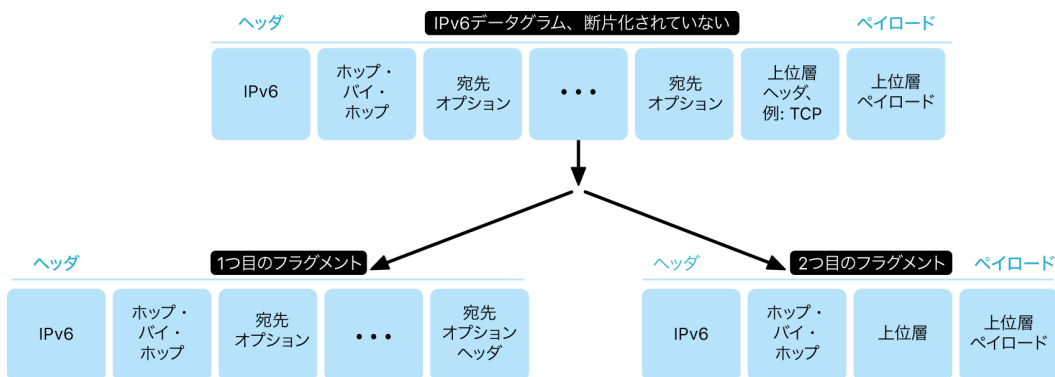 ヘッダ
IPv6データグラム、断片化されていない
ペイロード
IPv6
ホップ・
バイ・
ホップ
宛先
オプション
宛先
オプション
上位層
ヘッダ、
例: TCP
上位層
ペイロード
ヘッダ
1つ目のフラグメント
IPv6
ホップ・
バイ・
ホップ
宛先
オプション
宛先
オプション
ヘッダ
ヘッダ
2つ目のフラグメント
ペイロード
IPv6
ホップ・
バイ・
ホップ
上位層
上位層
ペイロード